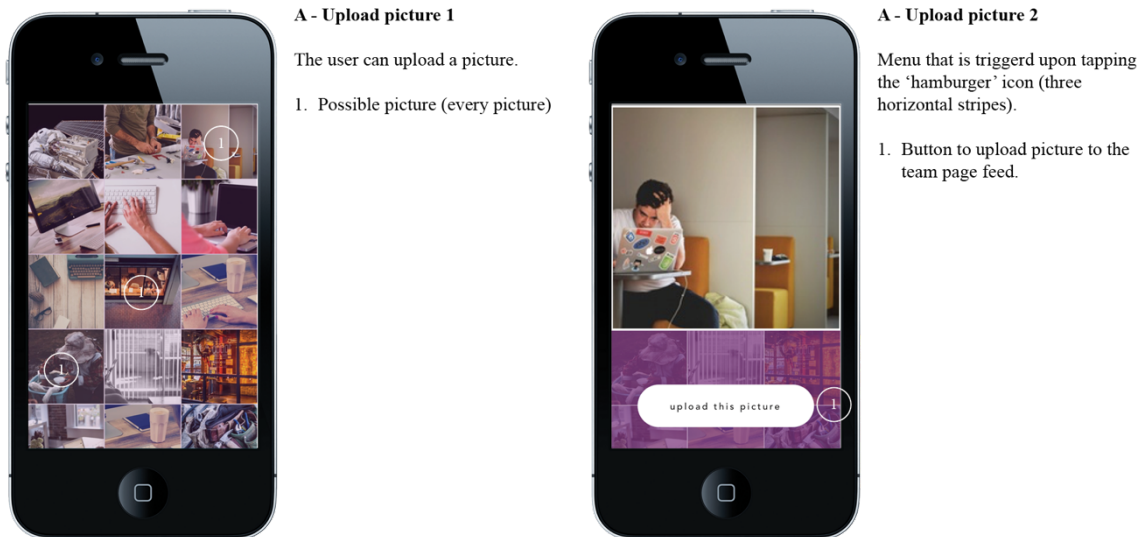 A - Upload picture 1
The user can upload a picture.
1. Possible picture (every picture)
1
1
1
A - Upload picture 2
Menu that is triggerd upon tapping
the ‘hamburger’ icon (three
horizontal stripes).
1. Button to upload picture to the
team page feed.
upload this picture
1